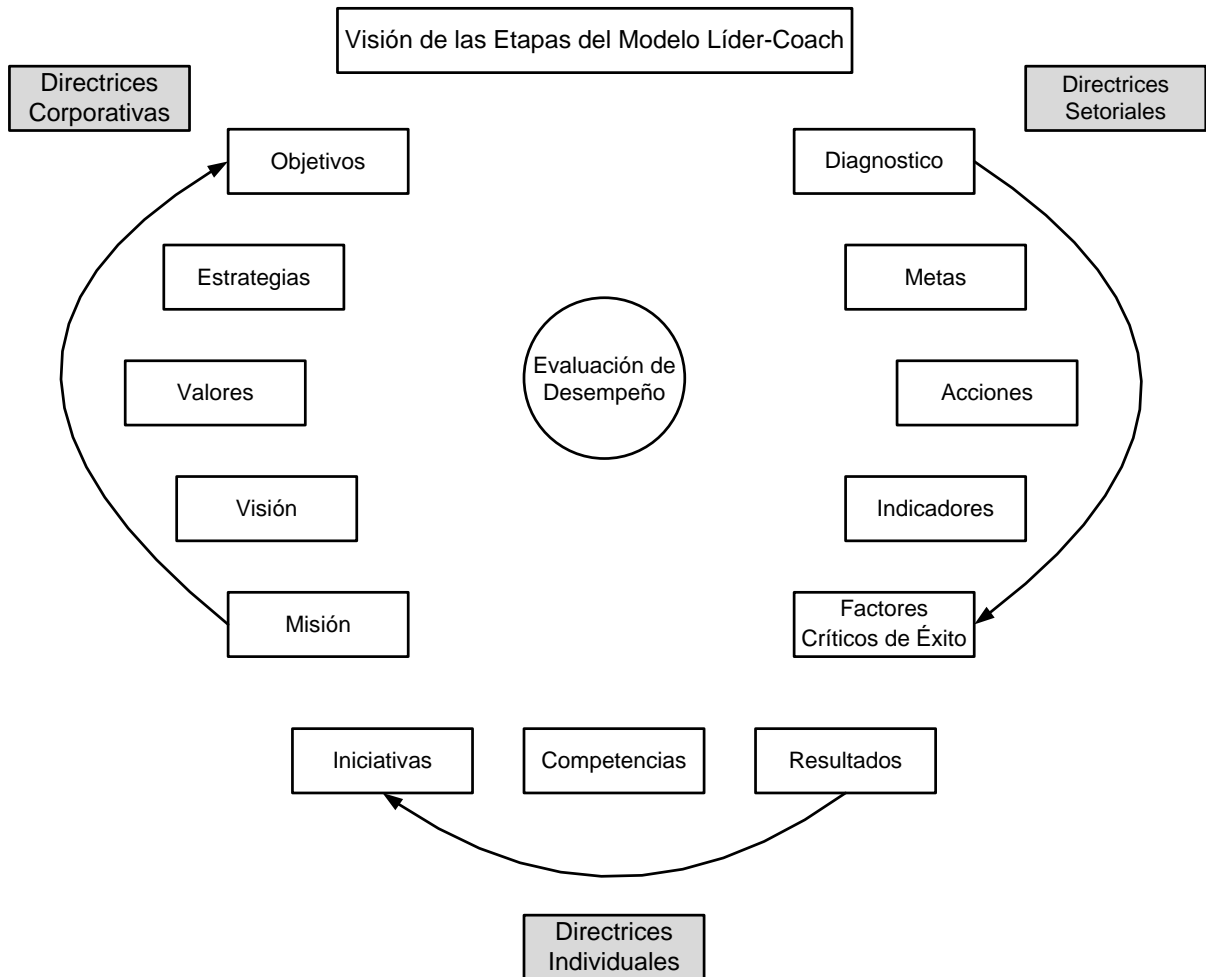 Visión de las Etapas del Modelo Líder-Coach
Directrices
Corporativas
Directrices
Setoriales
Objetivos
Diagnostico
Estrategias
Metas
Evaluación de
Desempeño
Valores
Acciones
Visión
Indicadores
Misión
Factores
Críticos de Éxito
Iniciativas
Competencias
Resultados
Directrices
Individuales